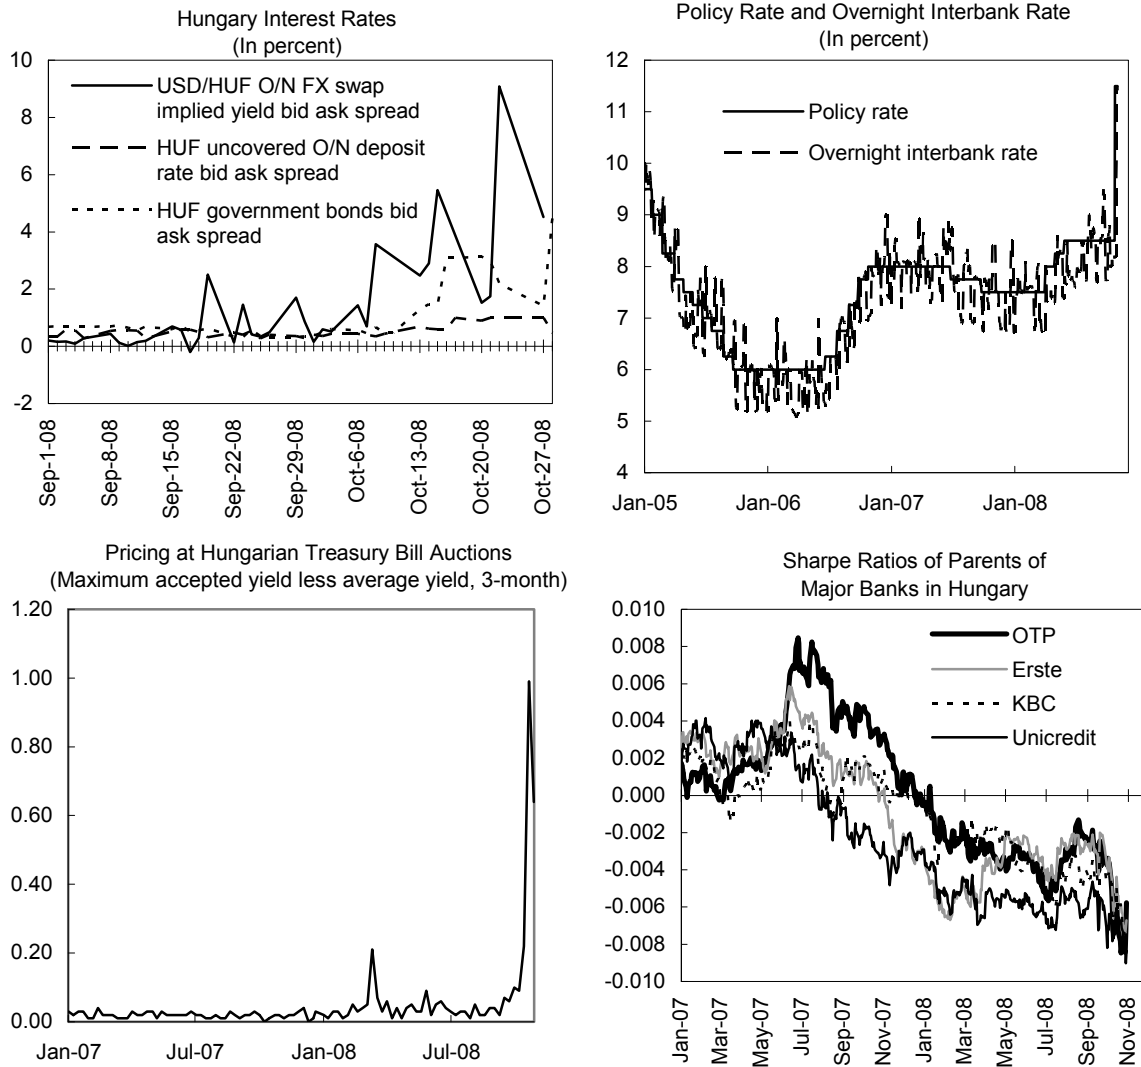 Hungary Interest Rates
(In percent)
10
8
6
4
2
0
-2
USD/HUF O/N FX swap
implied yield bid ask spread
HUF uncovered O/N deposit
rate bid ask spread
HUF government bonds bid
ask spread
Sep-1-08
Sep-8-08
Sep-15-08
Sep-22-08
Sep-29-08
Oct-6-08
Oct-13-08
Oct-20-08
Oct-27-08
Policy Rate and Overnight Interbank Rate
(In percent)
12
11
10
9
8
7
6
5
4
Policy rate
Overnight interbank rate
Jan-05
Jan-06
Jan-07
Jan-08
Pricing at Hungarian Treasury Bill Auctions
(Maximum accepted yield less average yield, 3-month)
1.20
1.00
0.80
0.60
0.40
0.20
0.00
Jan-07
Jul-07
Jan-08
Jul-08
Sharpe Ratios of Parents of
Major Banks in Hungary
0.010
0.008
0.006
0.004
0.002
0.000
-0.002
-0.004
-0.006
-0.008
-0.010
OTP
Erste
KBC
Unicredit
Jan-07
Mar-07
May-07
Jul-07
Sep-07
Nov-07
Jan-08
Mar-08
May-08
Jul-08
Sep-08
Nov-08